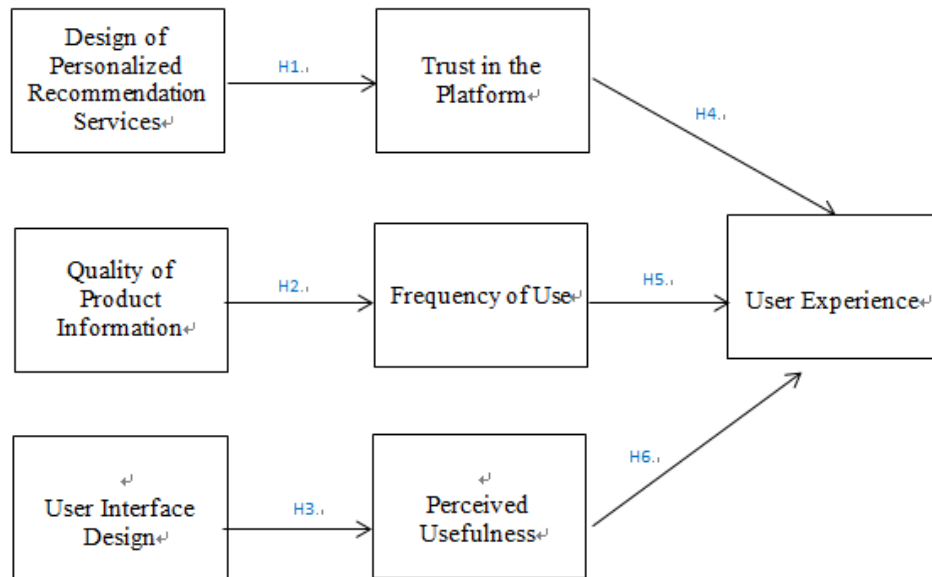 Design of
Personalized
Recommendation
Services↵
H1.↓
Trust in the
Platform↵
H4.↓
Quality of
Product
Information↵
H2.↓
Frequency of Use↵
H5.↓
User Experience↵
↵
User Interface
Design↵
H3.↓
↵
Perceived
Usefulness↵
H6.↓